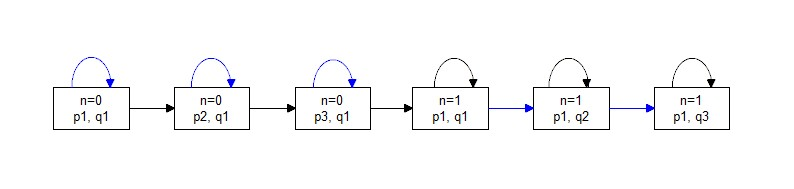 n=0
p1, q1
n=0
p2, q1
n=0
p3, q1
n=1
p1, q1
n=1
p1, q2
n=1
p1, q3